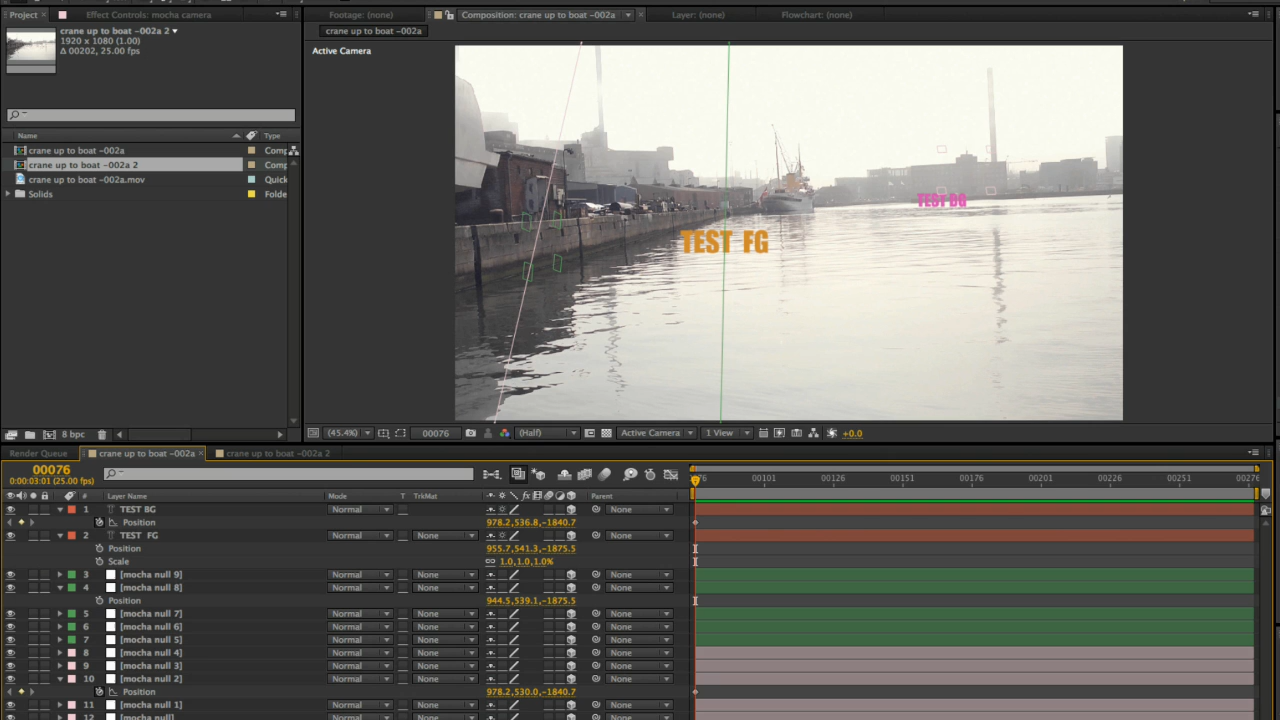 Project × Effect Controls: mocha camera
crane up to boat -002a 2 ▾
1920 x 1080 (1.00)
Δ 00202, 25.00 fps
Name Type
crane up to boat -002a Comp
crane up to boat -002a 2 Comp
crane up to boat -002a.mov Quick
Solids Folde
8 bpc
Footage: (none) Composition: crane up to boat -002a Layer: (none) Flowchart: (none)
crane up to boat -002a
Active Camera
TEST BG
TEST FG
(45.4%) 00076 (Half) Active Camera 1 View +0.0
Render Queue crane up to boat -002a × crane up to boat -002a 2
00076
0:00:03:01 (25.00 fps)
76 00101 00126 00151 00176 00201 00226 00251 00276
# Layer Name Mode T TrkMat fx Parent
1 TEST BG Normal None
Position 978.2,536.8,-1840.7
2 TEST FG Normal None None
Position 955.7,541.3,-1875.5
Scale 1.0,1.0,1.0%
3 [mocha null 9] Normal None None
4 [mocha null 8] Normal None None
Position 944.5,539.1,-1875.5
5 [mocha null 7] Normal None None
6 [mocha null 6] Normal None None
7 [mocha null 5] Normal None None
8 [mocha null 4] Normal None None
9 [mocha null 3] Normal None None
10 [mocha null 2] Normal None None
Position 978.2,530.0,-1840.7
11 [mocha null 1] Normal None None
12 [mocha null]